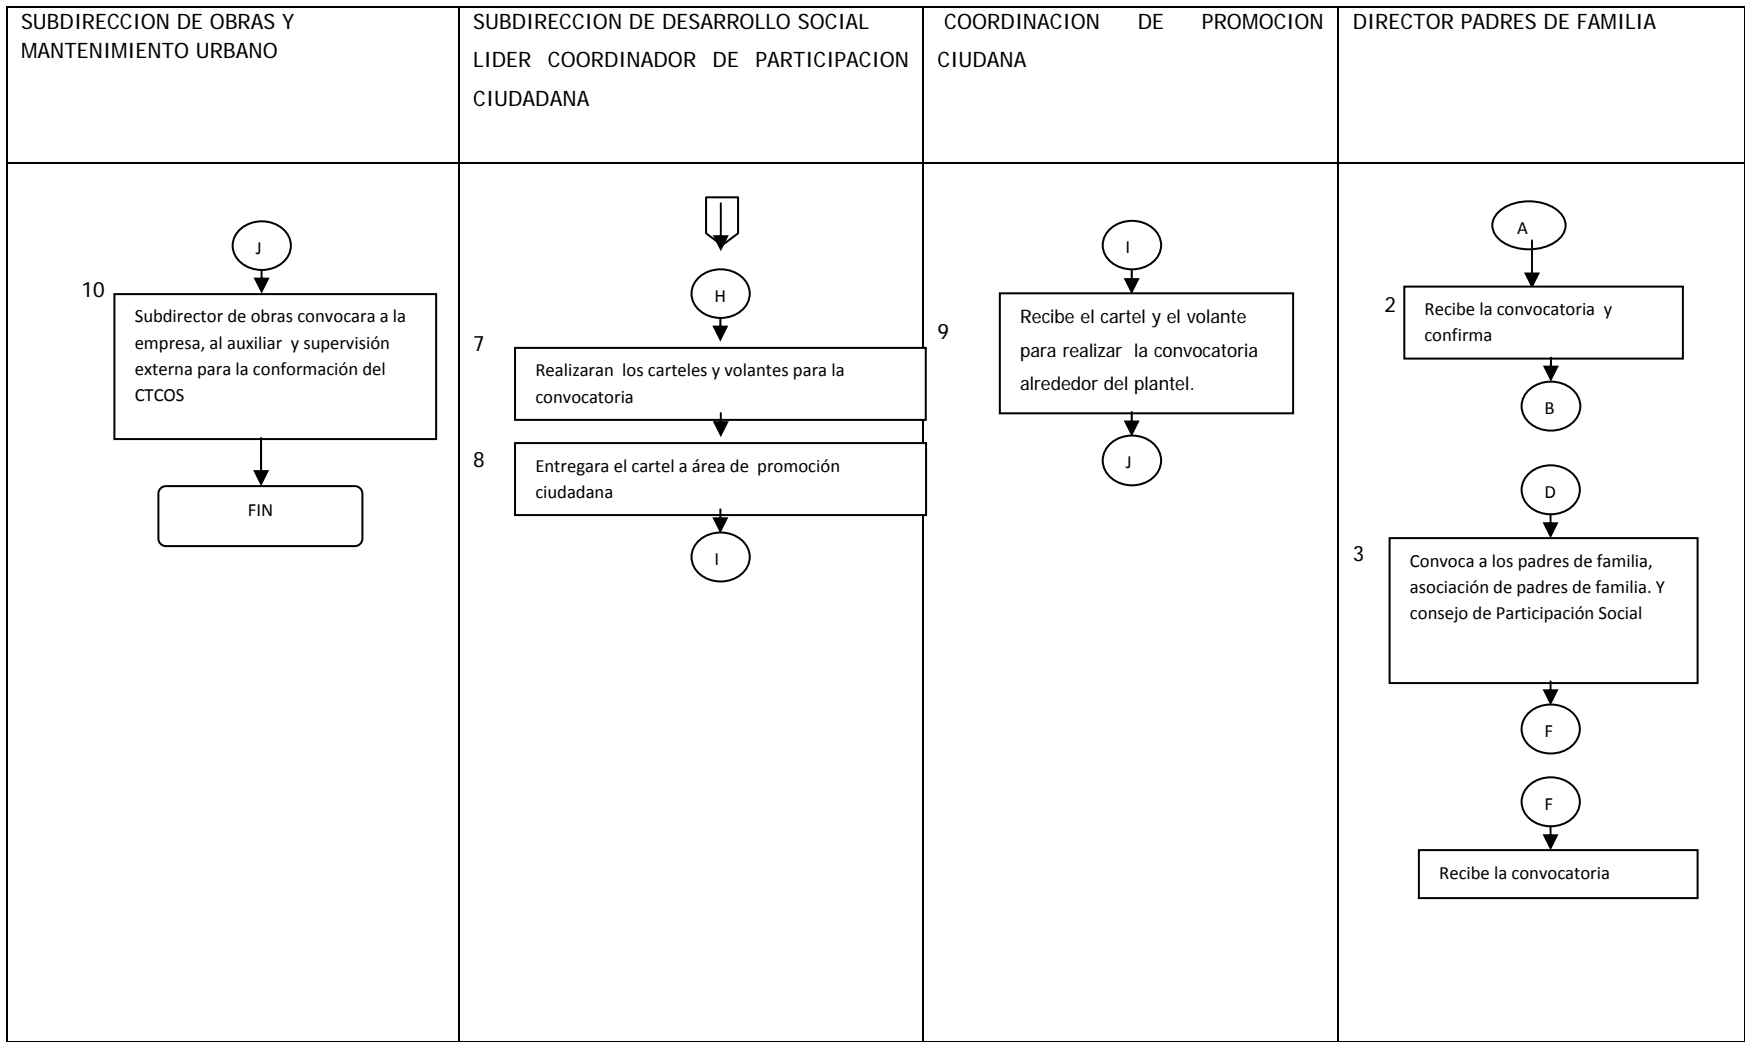 SUBDIRECCION DE OBRAS Y
MANTENIMIENTO URBANO
SUBDIRECCION DE DESARROLLO SOCIAL
LIDER COORDINADOR DE PARTICIPACION
CIUDADANA
COORDINACION DE PROMOCION
CIUDANA
DIRECTOR PADRES DE FAMILIA
J
10
Subdirector de obras convocara a la
empresa, al auxiliar y supervisión
externa para la conformación del
CTCOS
FIN
H
7
Realizaran los carteles y volantes para la
convocatoria
8
Entregara el cartel a área de promoción
ciudadana
I
I
9
Recibe el cartel y el volante
para realizar la convocatoria
alrededor del plantel.
J
A
2
Recibe la convocatoria y
confirma
B
D
3
Convoca a los padres de familia,
asociación de padres de familia. Y
consejo de Participación Social
F
F
Recibe la convocatoria